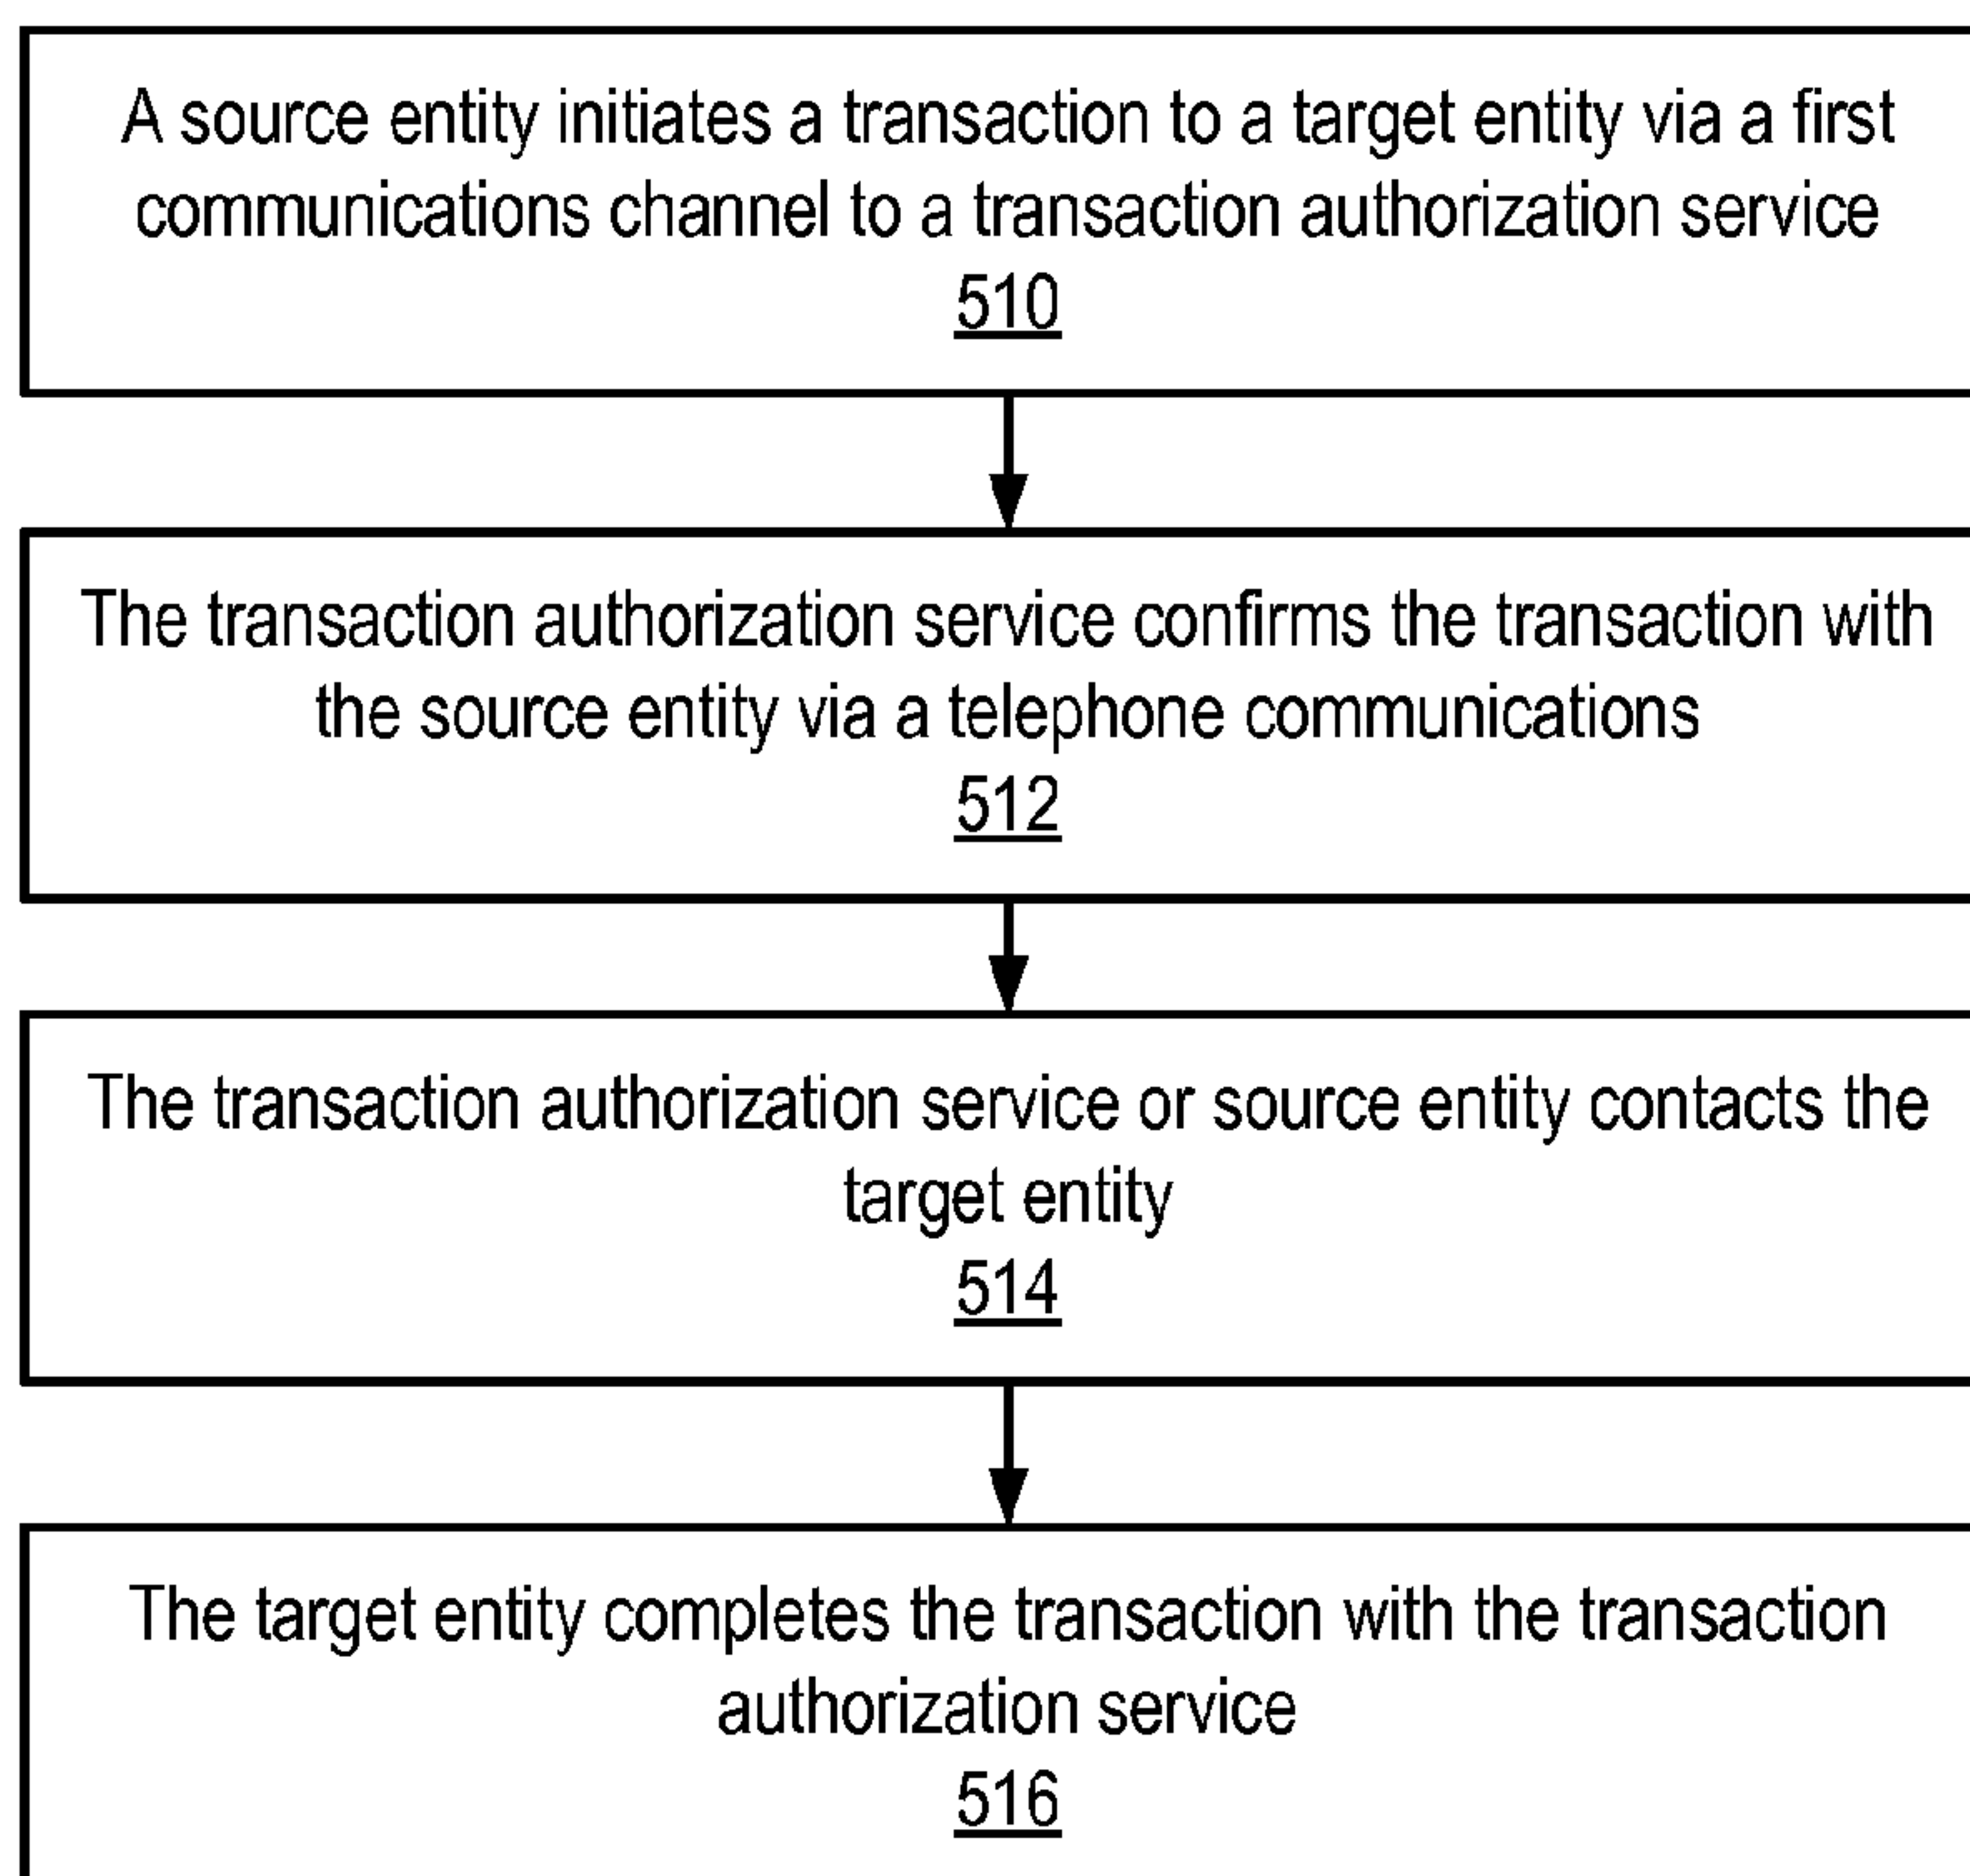 A source entity initiates a transaction to a target entity via a first
communications channel to a transaction authorization service
510
The transaction authorization service confirms the transaction with
the source entity via a telephone communications
512
The transaction authorization service or source entity contacts the
target entity
514
The target entity completes the transaction with the transaction
authorization service
516